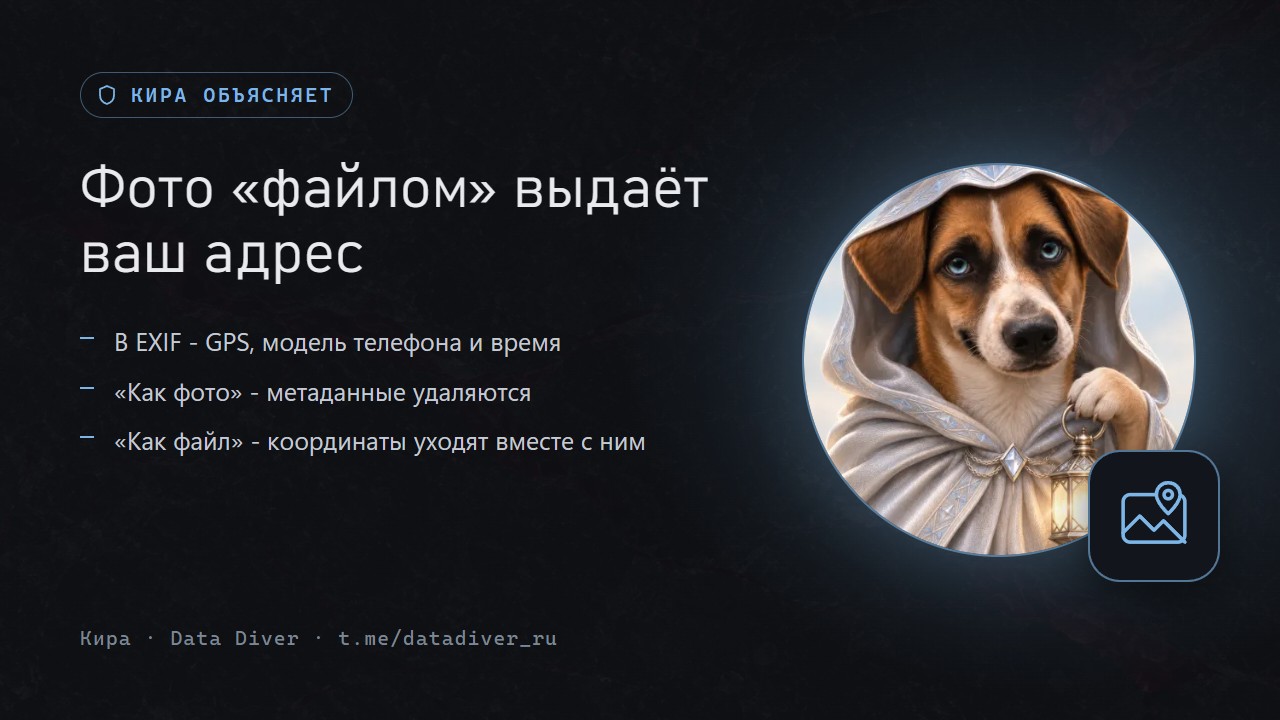 КИРА ОБЪЯСНЯЕТ
Фото «файлом» выдаёт
ваш адрес
В EXIF - GPS, модель телефона и время
«Как фото» - метаданные удаляются
«Как файл» - координаты уходят вместе с ним
Кира · Data Diver · t.me/datadiver_ru